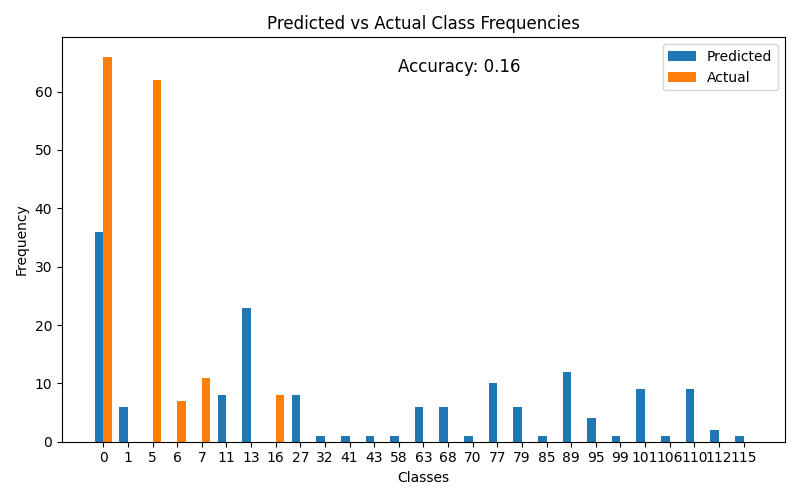 Predicted vs Actual Class Frequencies
Accuracy: 0.16
Predicted
Actual
Frequency
60
50
40
30
20
10
0
0 1 5 6 7 11 13 16 27 32 41 43 58 63 68 70 77 79 85 89 95 99 101 106 110 112 115
Classes